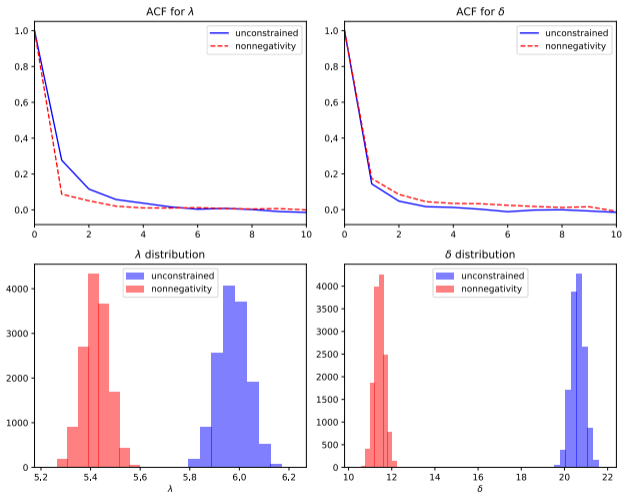 ACF for λ
1.0
0.8
0.6
0.4
0.2
0.0
0 2 4 6 8 10
unconstrained
nonnegativity
ACF for δ
1.0
0.8
0.6
0.4
0.2
0.0
0 2 4 6 8 10
unconstrained
nonnegativity
λ distribution
4000
3000
2000
1000
0
5.2 5.4 5.6 5.8 6.0 6.2
λ
unconstrained
nonnegativity
δ distribution
4000
3500
3000
2500
2000
1500
1000
500
0
10 12 14 16 18 20 22
δ
unconstrained
nonnegativity